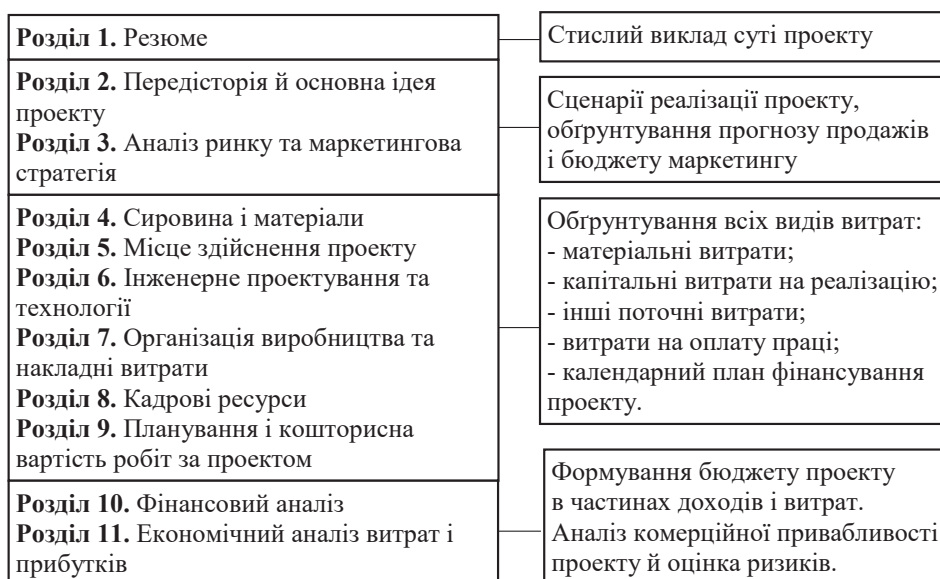 Розділ 1. Резюме
Стислий виклад суті проекту
Розділ 2. Передісторія й основна ідея
проекту
Розділ 3. Аналіз ринку та маркетингова
стратегія
Сценарії реалізації проекту,
обґрунтування прогнозу продажів
і бюджету маркетингу
Розділ 4. Сировина і матеріали
Розділ 5. Місце здійснення проекту
Розділ 6. Інженерне проектування та
технології
Розділ 7. Організація виробництва та
накладні витрати
Розділ 8. Кадрові ресурси
Розділ 9. Планування і кошторисна
вартість робіт за проектом
Обґрунтування всіх видів витрат:
- матеріальні витрати;
- капітальні витрати на реалізацію;
- інші поточні витрати;
- витрати на оплату праці;
- календарний план фінансування
проекту.
Розділ 10. Фінансовий аналіз
Розділ 11. Економічний аналіз витрат і
прибутків
Формування бюджету проекту
в частинах доходів і витрат.
Аналіз комерційної привабливості
проекту й оцінка ризиків.